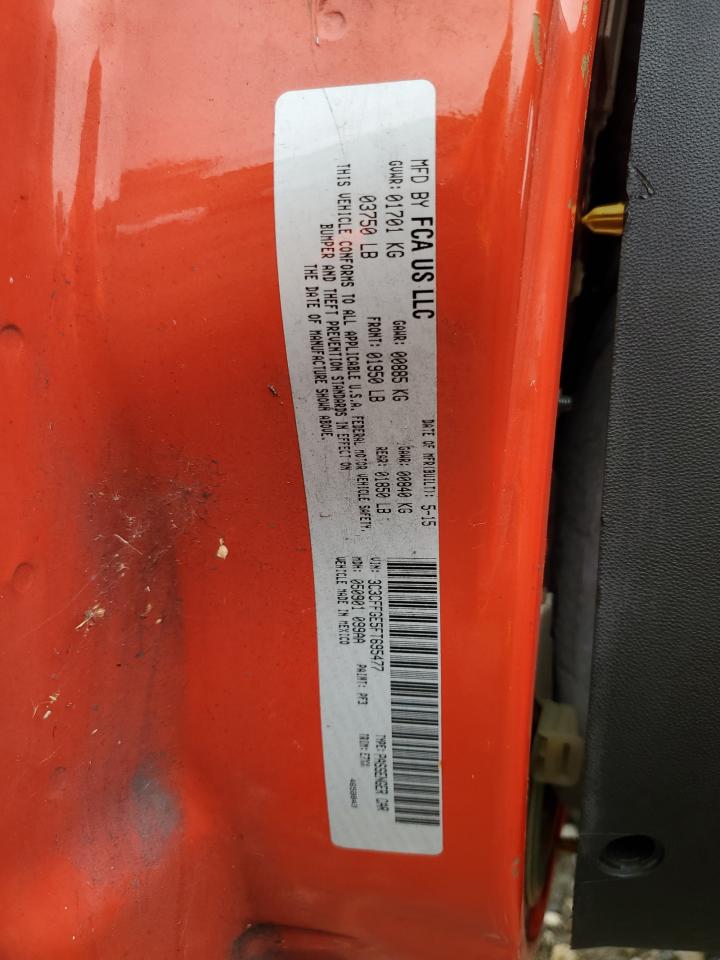 MFD BY FCA US LLC
DATE OF MFR(BUILT): 5-15
GVWR: 01701 KG
GAWR: 00885 KG
GAWR: 00840 KG
03750 LB
FRONT: 01950 LB
REAR: 01850 LB
THIS VEHICLE CONFORMS TO ALL APPLICABLE U.S.A. FEDERAL MOTOR VEHICLE SAFETY,
BUMPER AND THEFT PREVENTION STANDARDS IN EFFECT ON
THE DATE OF MANUFACTURE SHOWN ABOVE.
VIN: 3C3CFFGE5FT695477
TYPE: PASSENGER CAR
MDH: 050901 099AA
PAINT: PF3
TRIM:
VEHICLE MADE IN MEXICO